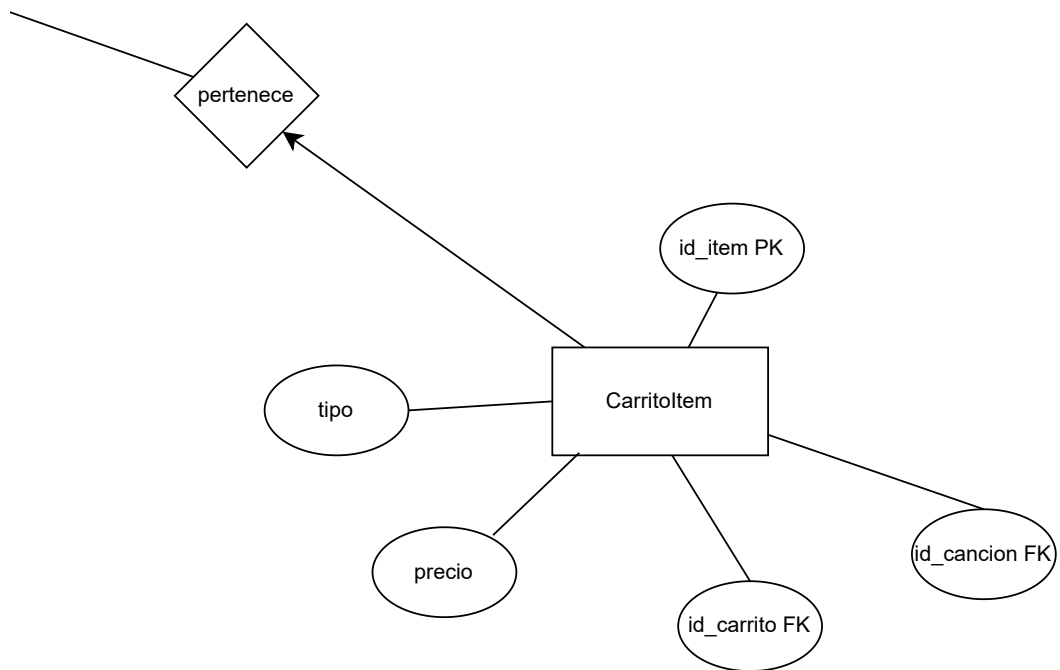 pertenece
id_item PK
CarritoItem
tipo
id_cancion FK
precio
id_carrito FK